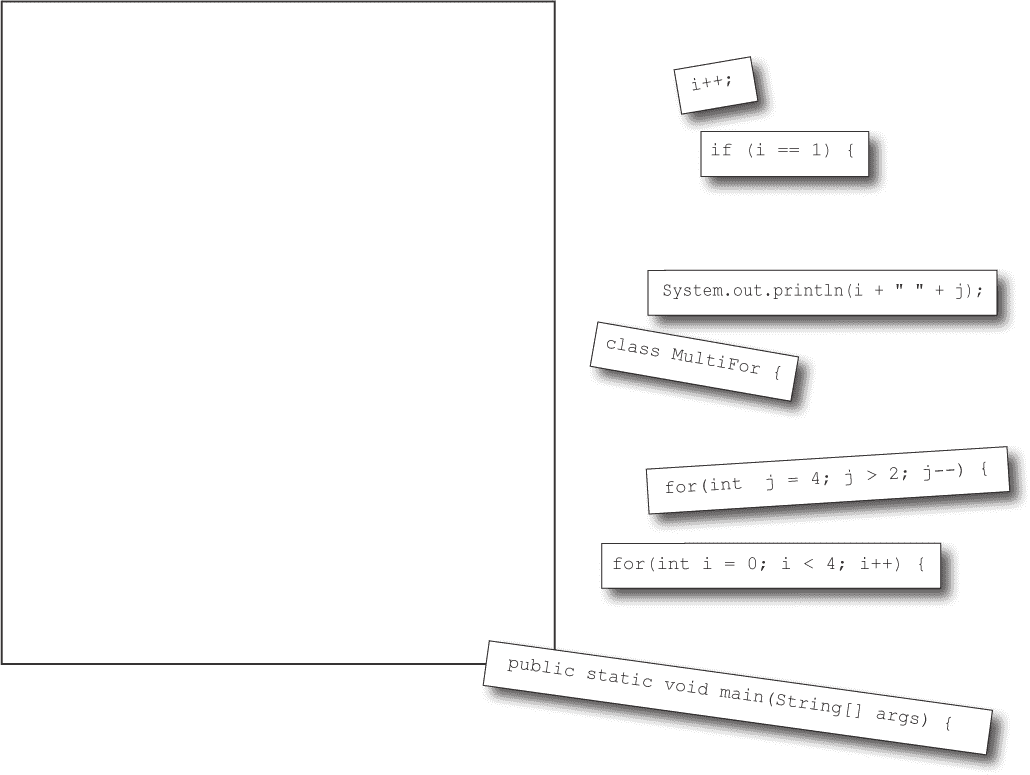 i++;
if (i == 1) {
System.out.println(i + " " + j);
class MultiFor {
for(int  j = 4; j > 2; j--) {
for(int i = 0; i < 4; i++) {
public static void main(String[] args) {